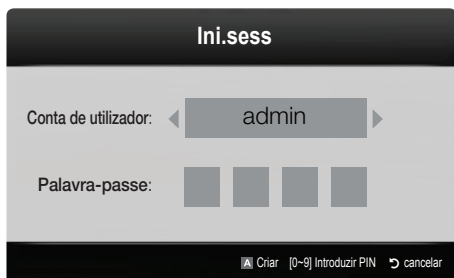 Ini.sess
Conta de utilizador: admin
Palavra-passe:
A Criar [0~9] Introduzir PIN cancelar